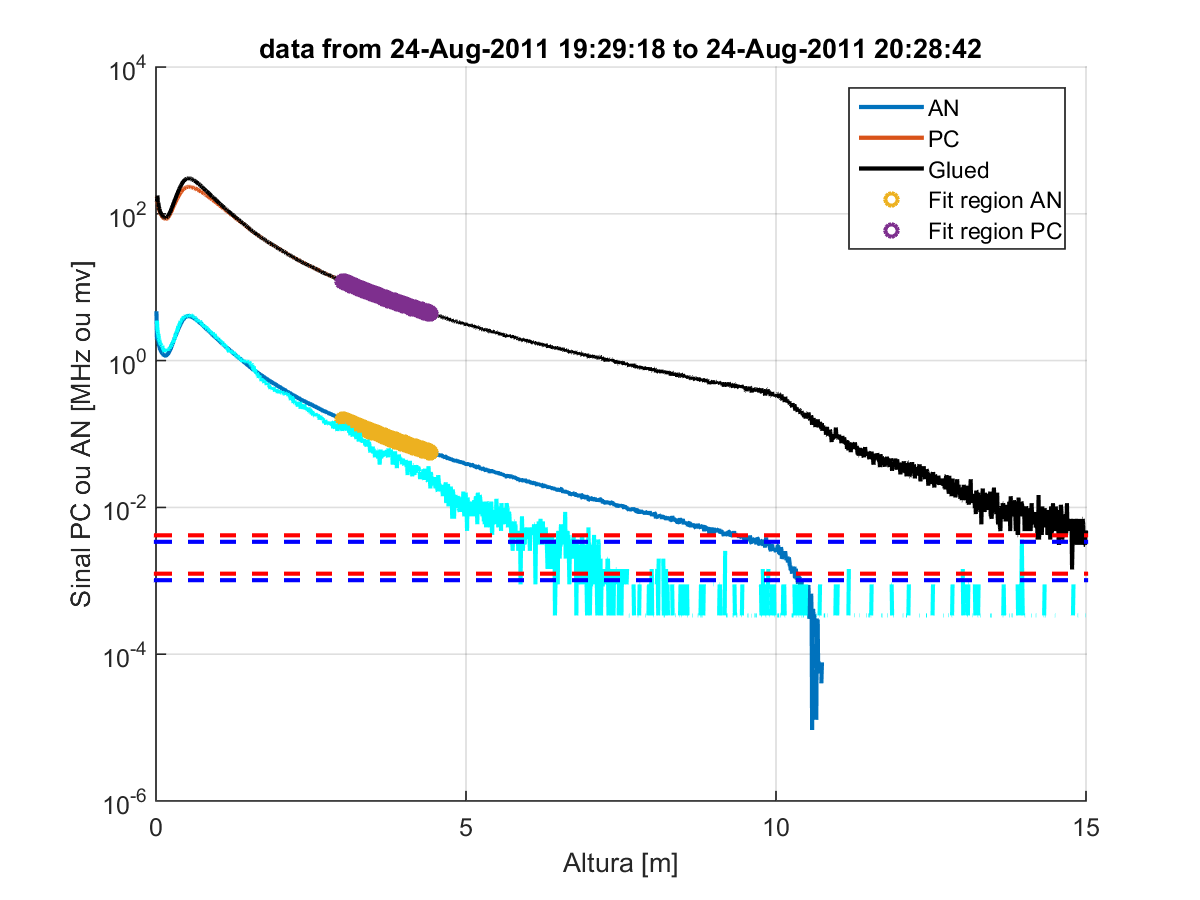 data from 24-Aug-2011 19:29:18 to 24-Aug-2011 20:28:42
10^4
10^2
10^0
10^-2
10^-4
10^-6
Sinal PC ou AN [MHz ou mv]
AN
PC
Glued
Fit region AN
Fit region PC
0
5
10
15
Altura [m]